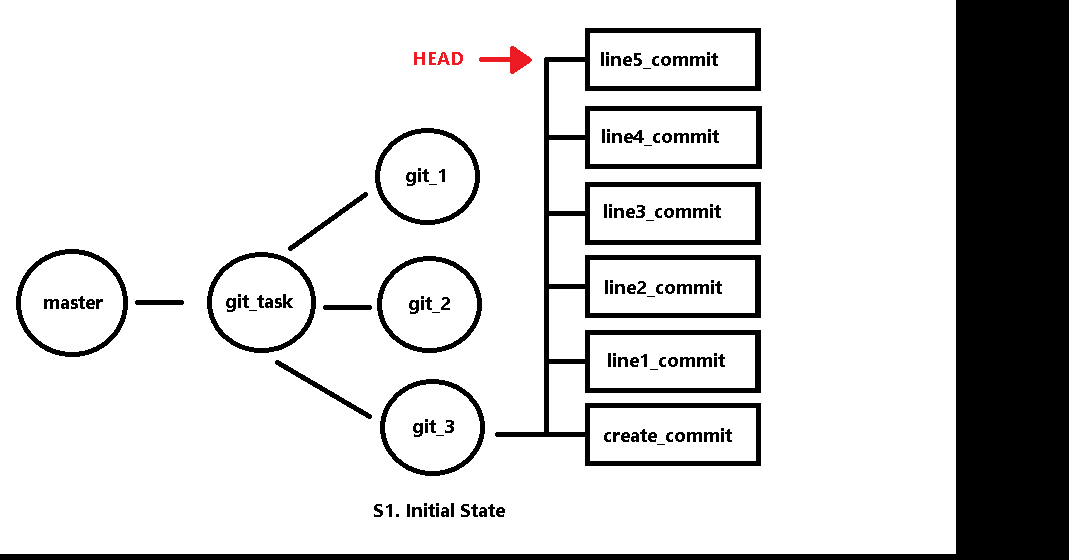 HEAD
line5_commit
line4_commit
git_1
line3_commit
master
git_task
git_2
line2_commit
line1_commit
git_3
create_commit
S1. Initial State